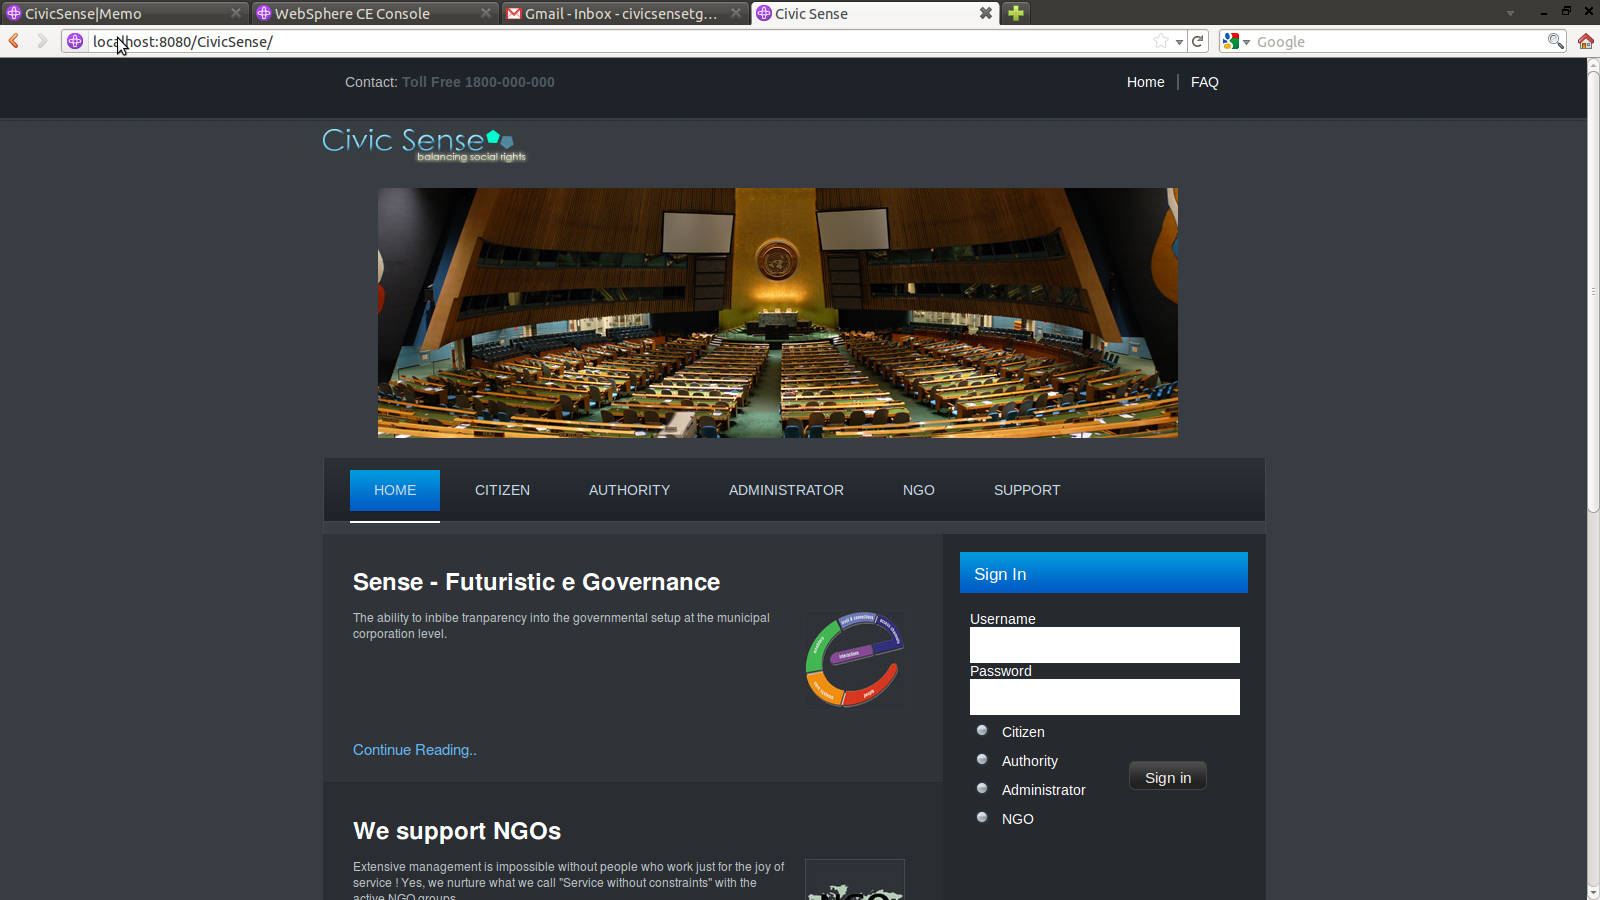 CivicSense|Memo
WebSphere CE Console
Gmail - Inbox - civicsensetg...
Civic Sense
localhost:8080/CivicSense/
Google
Contact: Toll Free 1800-000-000
Home | FAQ
Civic Sense
balancing social rights
HOME
CITIZEN
AUTHORITY
ADMINISTRATOR
NGO
SUPPORT
Sense - Futuristic e Governance
The ability to inbibe tranparency into the governmental setup at the municipal
corporation level.
interactions
people
Continue Reading..
We support NGOs
Extensive management is impossible without people who work just for the joy of
service ! Yes, we nurture what we call "Service without constraints" with the
active NGO groups
NGO
Sign In
Username
Password
Citizen
Authority
Administrator
NGO
Sign in